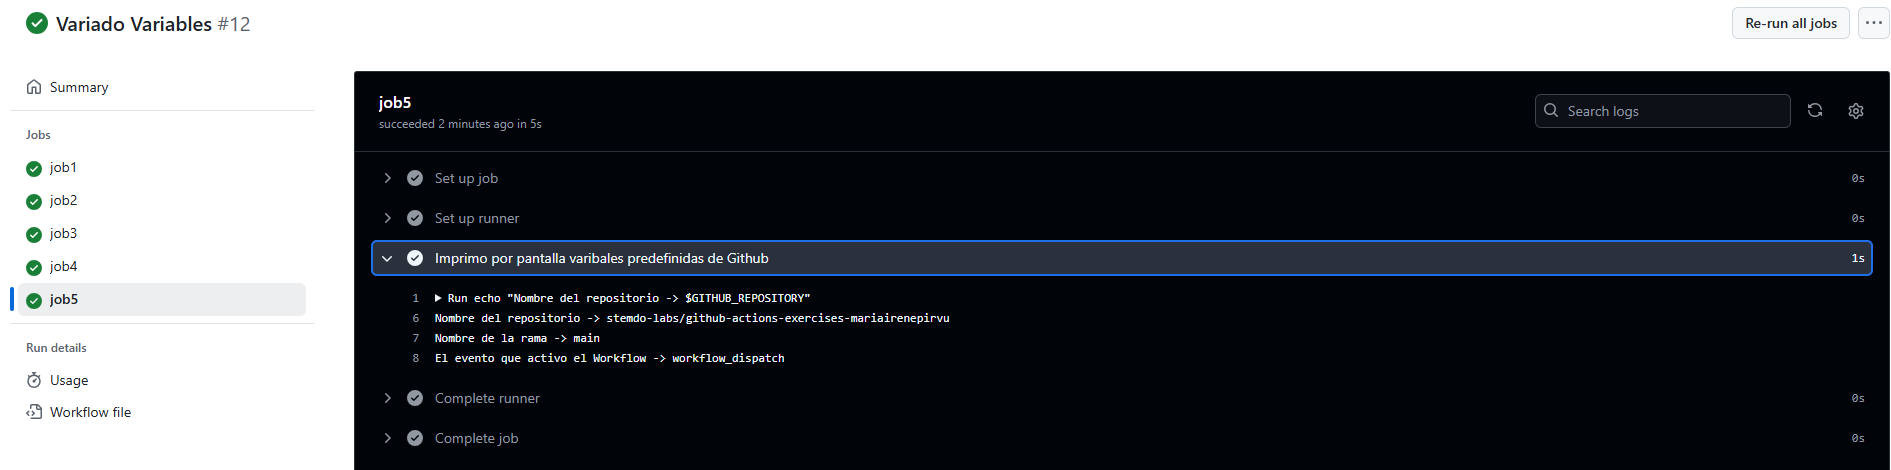 Variado Variables #12
Re-run all jobs
Summary
Jobs
job1
job2
job3
job4
job5
Run details
Usage
Workflow file
job5
succeeded 2 minutes ago in 5s
Search logs
Set up job 0s
Set up runner 0s
Imprimo por pantalla varibales predefinidas de Github 1s
1 Run echo "Nombre del repositorio -> $GITHUB_REPOSITORY"
6 Nombre del repositorio -> stemdo-labs/github-actions-exercises-mariairenepirvu
7 Nombre de la rama -> main
8 El evento que activo el Workflow -> workflow_dispatch
Complete runner 0s
Complete job 0s